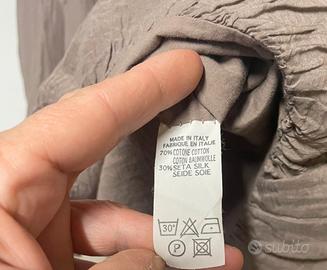 MADE IN ITALY
FABRIQUE EN ITALIE
70% COTONE COTTON
COTON BAUMWOLLE
30% SETA SILK
SEIDE SOIE
30°
P
subito